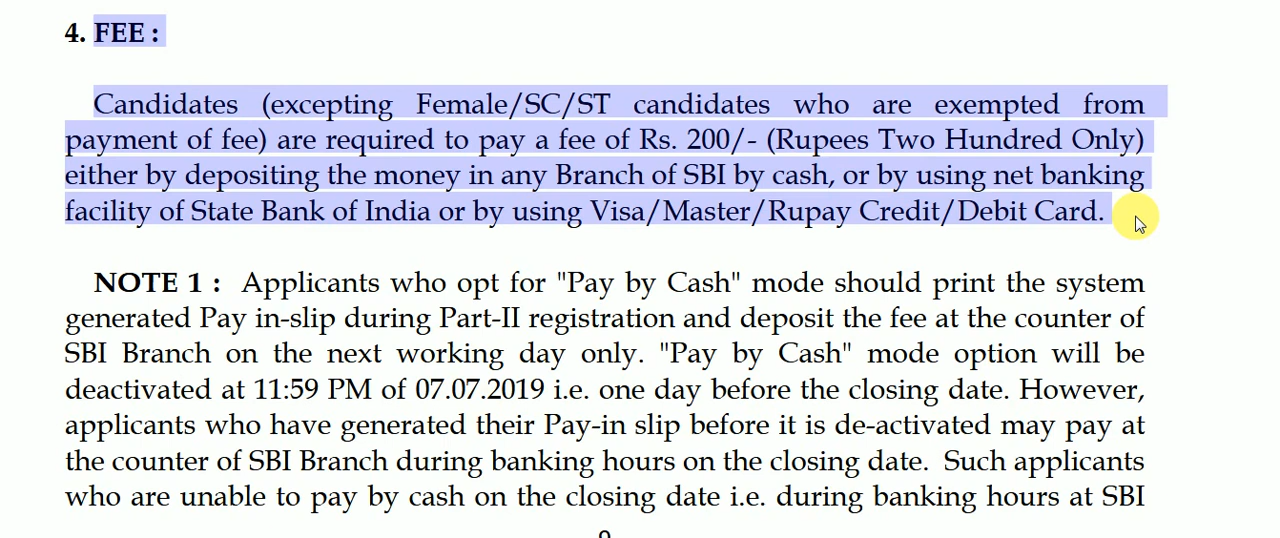 4. FEE :
Candidates (excepting Female/SC/ST candidates who are exempted from
payment of fee) are required to pay a fee of Rs. 200/- (Rupees Two Hundred Only)
either by depositing the money in any Branch of SBI by cash, or by using net banking
facility of State Bank of India or by using Visa/Master/Rupay Credit/Debit Card.
NOTE 1 : Applicants who opt for "Pay by Cash" mode should print the system
generated Pay in-slip during Part-II registration and deposit the fee at the counter of
SBI Branch on the next working day only. "Pay by Cash" mode option will be
deactivated at 11:59 PM of 07.07.2019 i.e. one day before the closing date. However,
applicants who have generated their Pay-in slip before it is de-activated may pay at
the counter of SBI Branch during banking hours on the closing date. Such applicants
who are unable to pay by cash on the closing date i.e. during banking hours at SBI